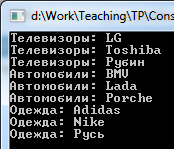 d:\Work\Teaching\TP\Cons
Телевизоры: LG
Телевизоры: Toshiba
Телевизоры: Рубин
Автомобили: BMV
Автомобили: Lada
Автомобили: Porche
Одежда: Adidas
Одежда: Nike
Одежда: Русь